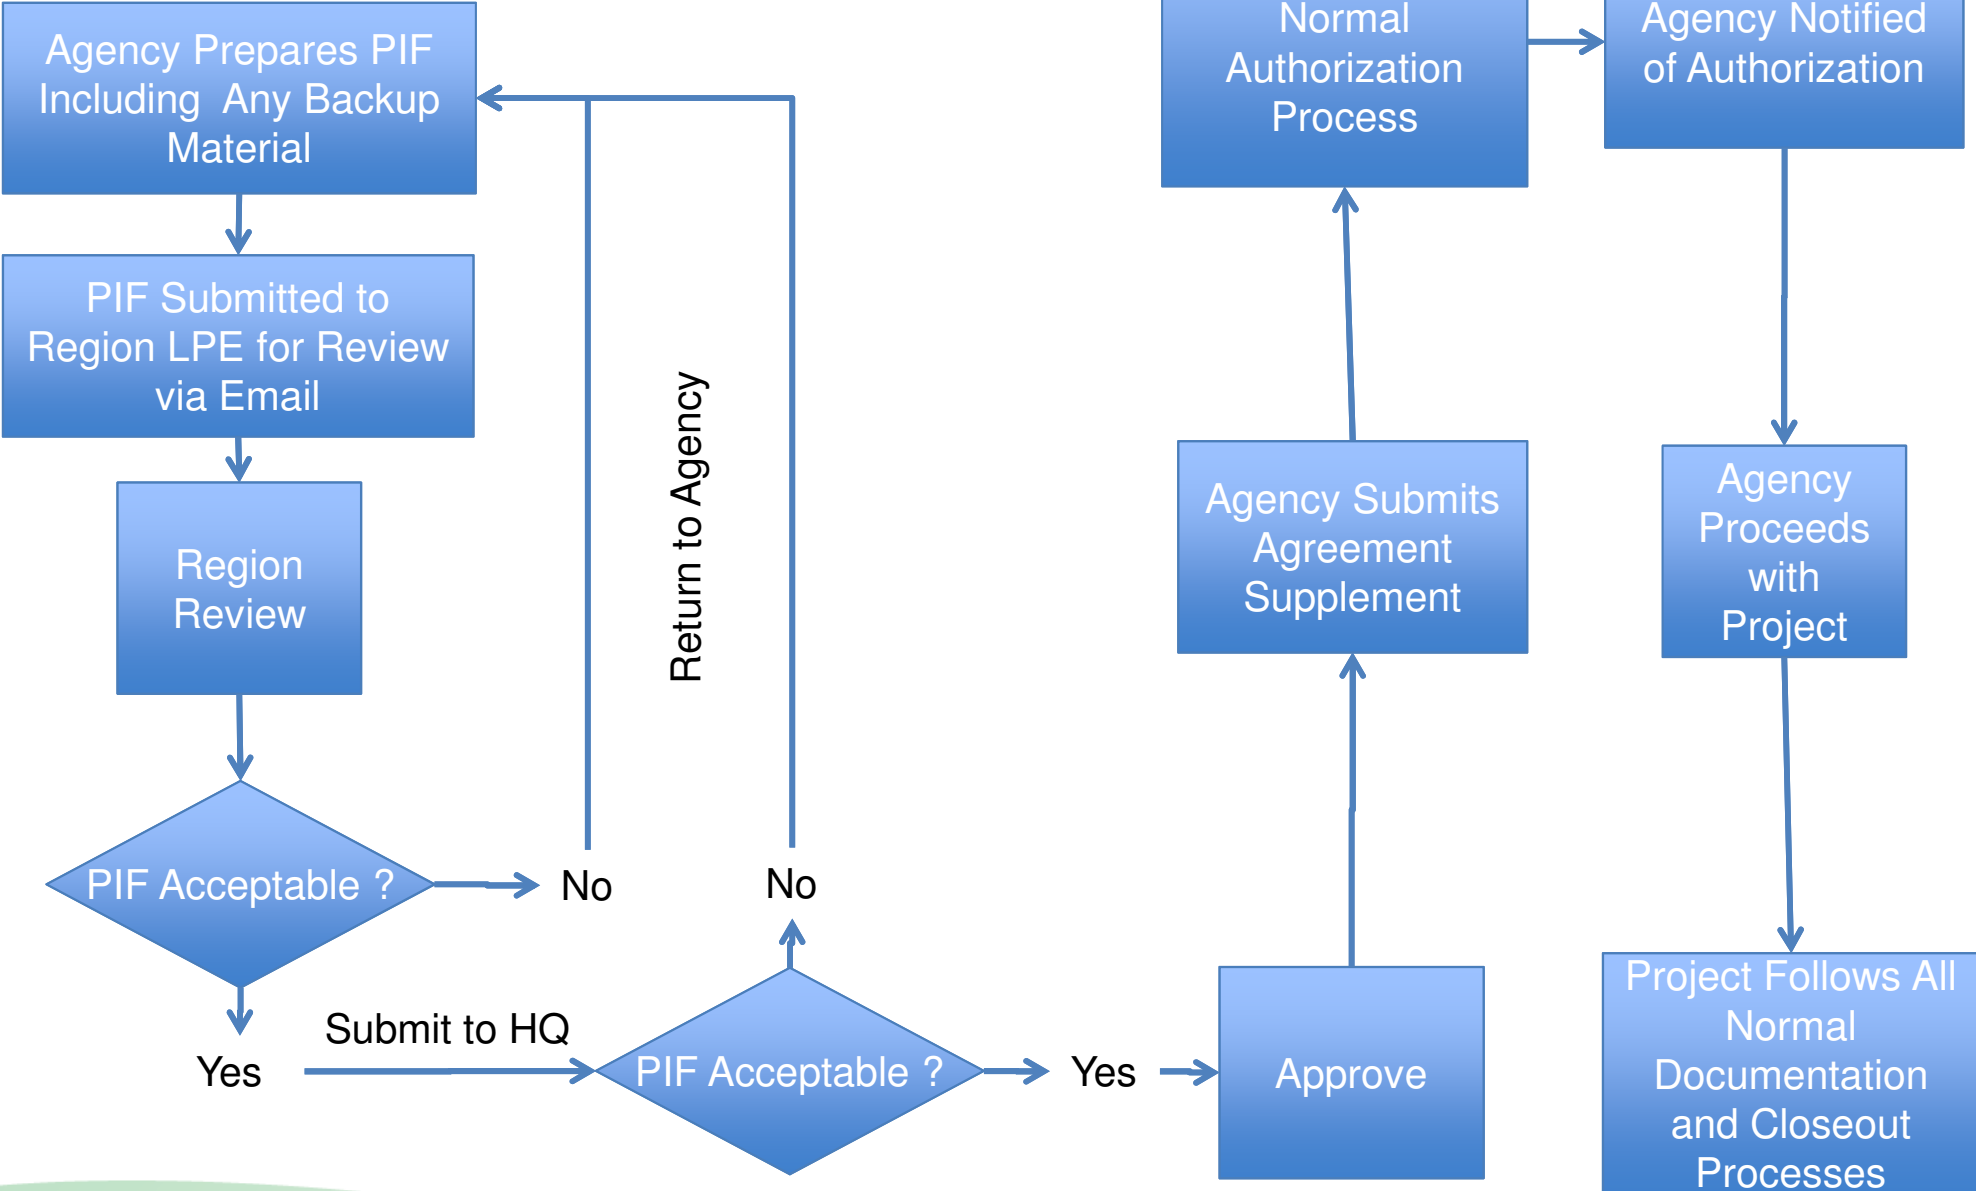 Agency Prepares PIF
Including  Any Backup
Material
PIF Submitted to
Region LPE for Review
via Email
Region
Review
PIF Acceptable ?
No
Yes
Submit to HQ
Return to Agency
No
PIF Acceptable ?
Yes
Approve
Agency Submits
Agreement
Supplement
Normal
Authorization
Process
Agency Notified
of Authorization
Agency
Proceeds
with
Project
Project Follows All
Normal
Documentation
and Closeout
Processes